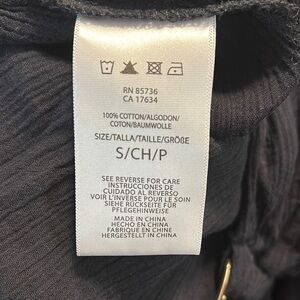 RN 85736
CA 17634
100% COTTON/ALGODON/
COTON/BAUMWOLLE
SIZE/TALLA/TAILLE/GRÖßE
S/CH/P
SEE REVERSE FOR CARE
INSTRUCCIONES DE
CUIDADO AL REVERSO
VOIR L'INVERSE POUR LE SOIN
SIEHE RÜCKSEITE FÜR
PFLEGEHINWEISE
MADE IN CHINA
HECHO EN CHINA
FABRIQUE EN CHINE
HERGESTELLT IN CHINA